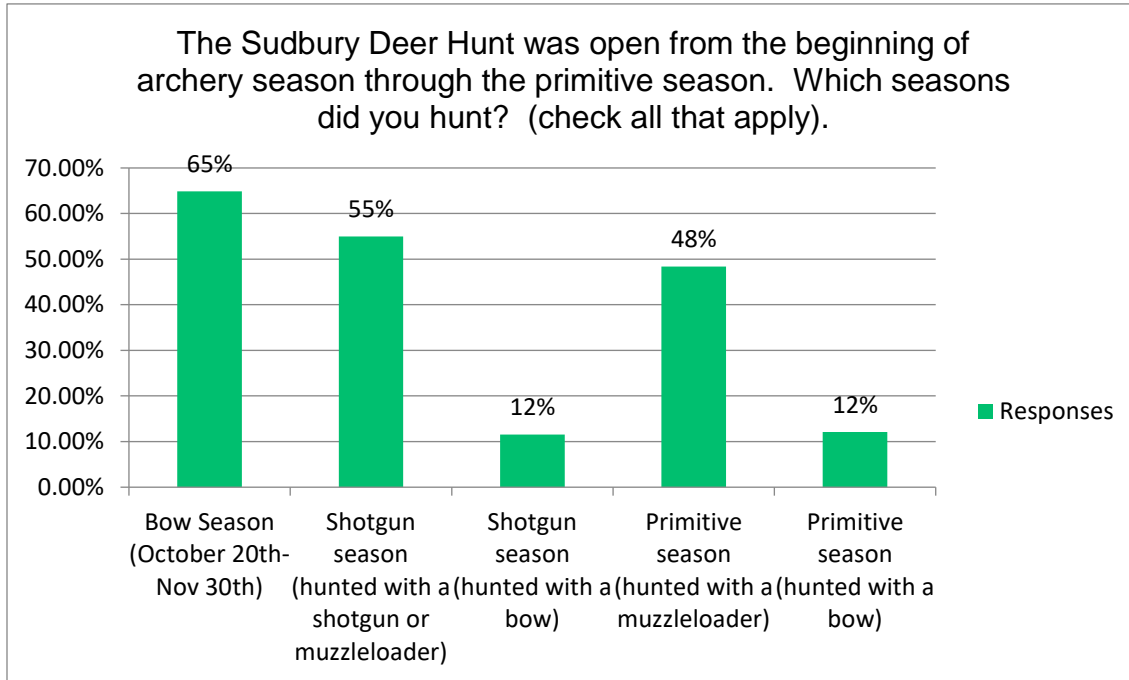 The Sudbury Deer Hunt was open from the beginning of
archery season through the primitive season.  Which seasons
did you hunt?  (check all that apply).
70.00%
60.00%
50.00%
40.00%
30.00%
20.00%
10.00%
0.00%
65%
55%
12%
48%
12%
Bow Season
(October 20th-
Nov 30th)
Shotgun
season
(hunted with a
shotgun or
muzzleloader)
Shotgun
season
(hunted with a
bow)
Primitive
season
(hunted with a
muzzleloader)
Primitive
season
(hunted with a
bow)
Responses